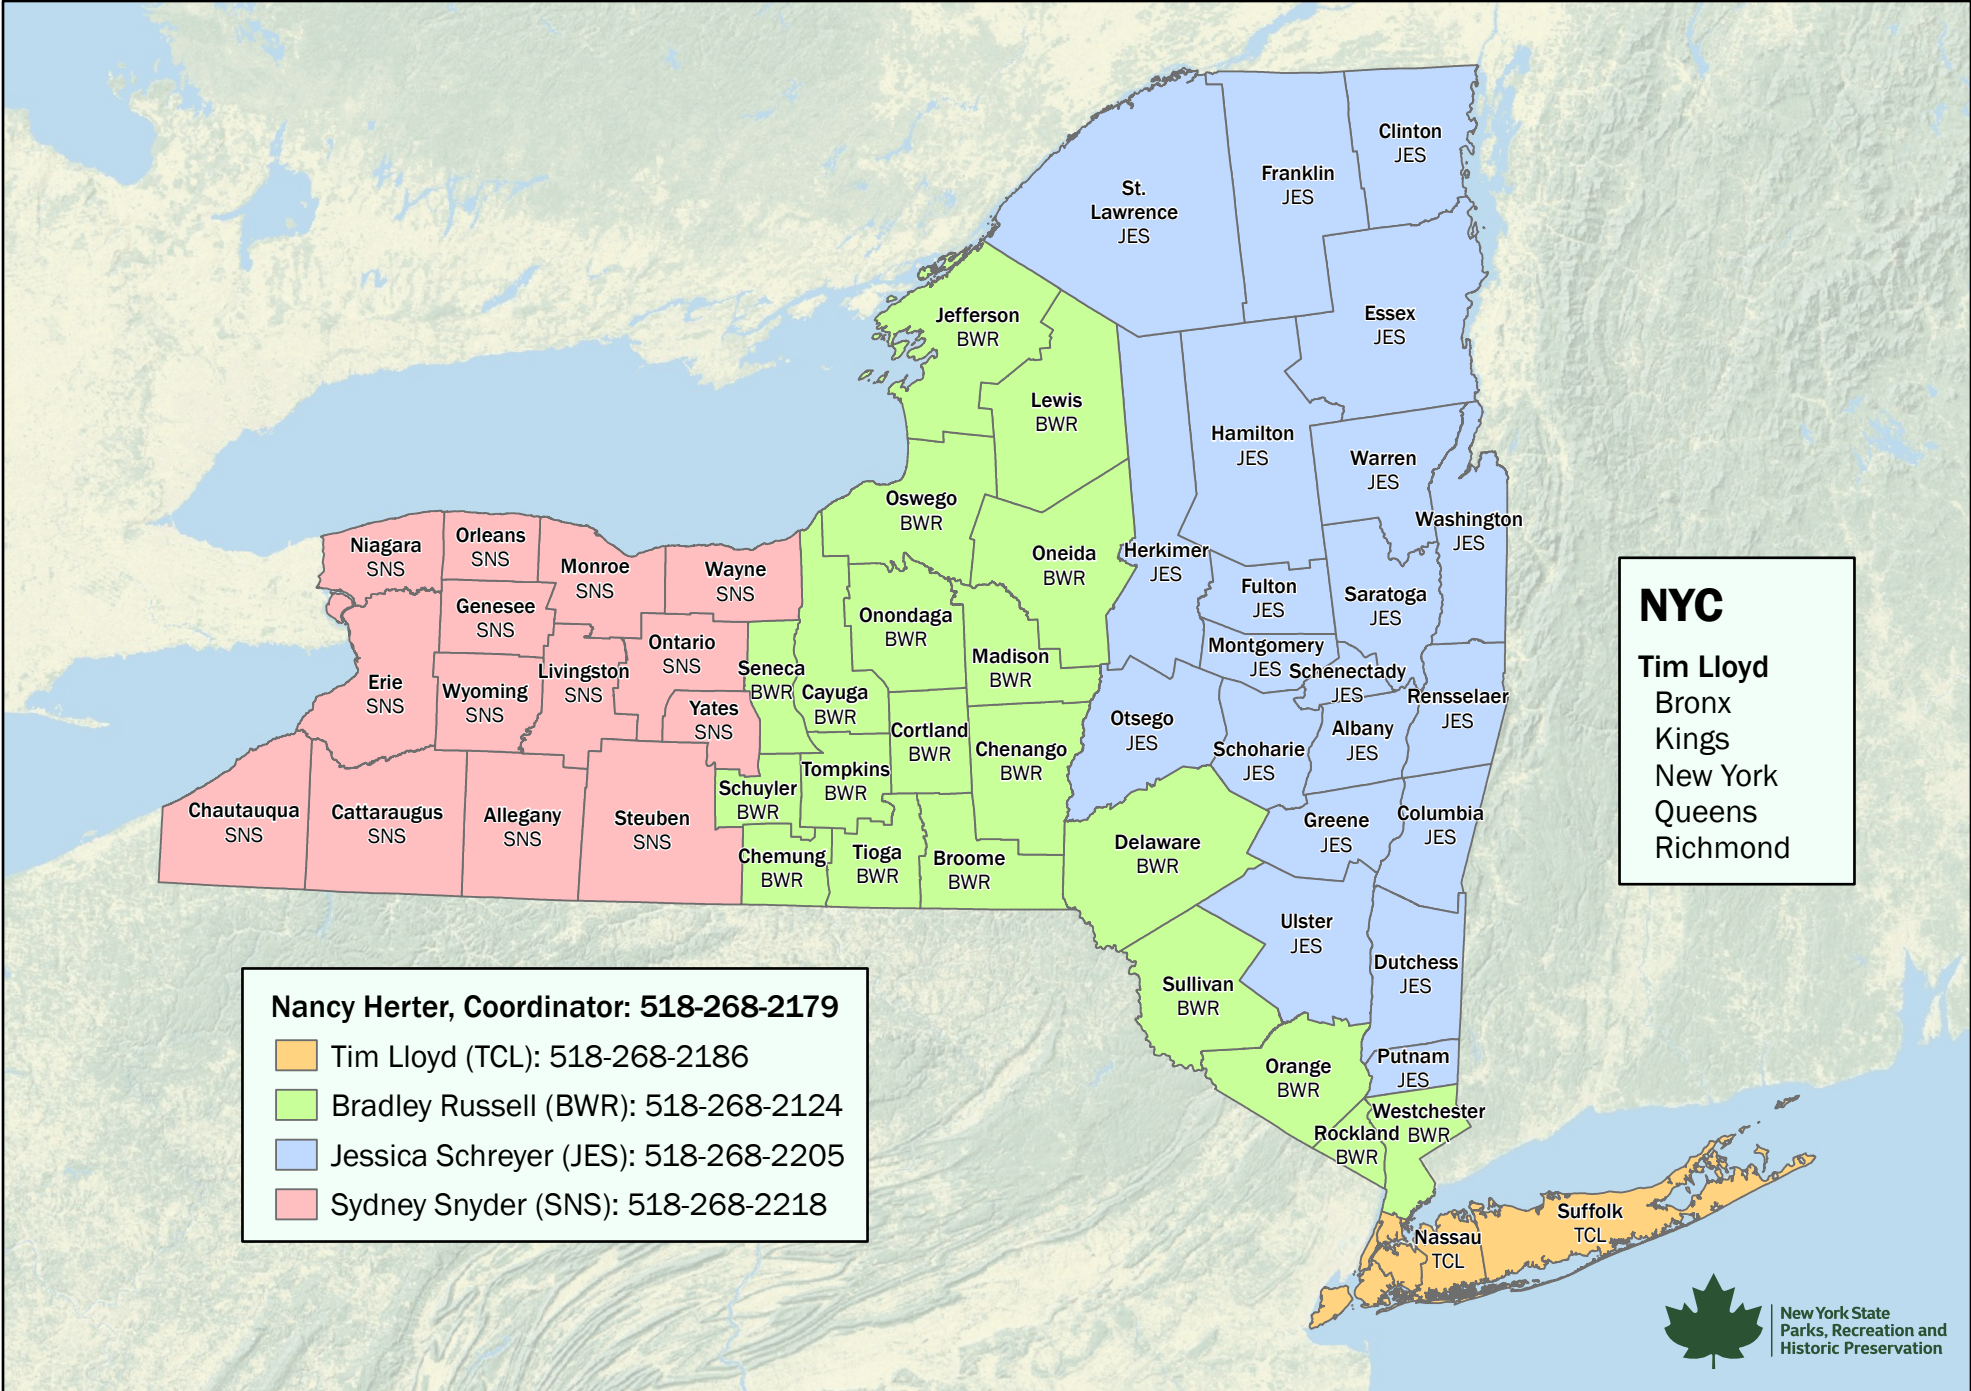 Clinton
JES
Franklin
JES
St.
Lawrence
JES
Essex
JES
Jefferson
BWR
Lewis
BWR
Hamilton
JES
Warren
JES
Washington
JES
Oswego
BWR
Oneida
BWR
Herkimer
JES
Fulton
JES
Saratoga
JES
Montgomery
JES
Schenectady
JES
Rensselaer
JES
Albany
JES
Schoharie
JES
Otsego
JES
Greene
JES
Columbia
JES
Ulster
JES
Dutchess
JES
Putnam
JES
Niagara
SNS
Orleans
SNS
Monroe
SNS
Wayne
SNS
Genesee
SNS
Ontario
SNS
Livingston
SNS
Erie
SNS
Wyoming
SNS
Yates
SNS
Chautauqua
SNS
Cattaraugus
SNS
Allegany
SNS
Steuben
SNS
Seneca
BWR
Cayuga
BWR
Onondaga
BWR
Madison
BWR
Cortland
BWR
Chenango
BWR
Tompkins
BWR
Schuyler
BWR
Chemung
BWR
Tioga
BWR
Broome
BWR
Delaware
BWR
Sullivan
BWR
Orange
BWR
Westchester
BWR
Rockland
BWR
Nassau
TCL
Suffolk
TCL
NYC
Tim Lloyd
Bronx
Kings
New York
Queens
Richmond
Nancy Herter, Coordinator: 518-268-2179
Tim Lloyd (TCL): 518-268-2186
Bradley Russell (BWR): 518-268-2124
Jessica Schreyer (JES): 518-268-2205
Sydney Snyder (SNS): 518-268-2218
New York State
Parks, Recreation and
Historic Preservation